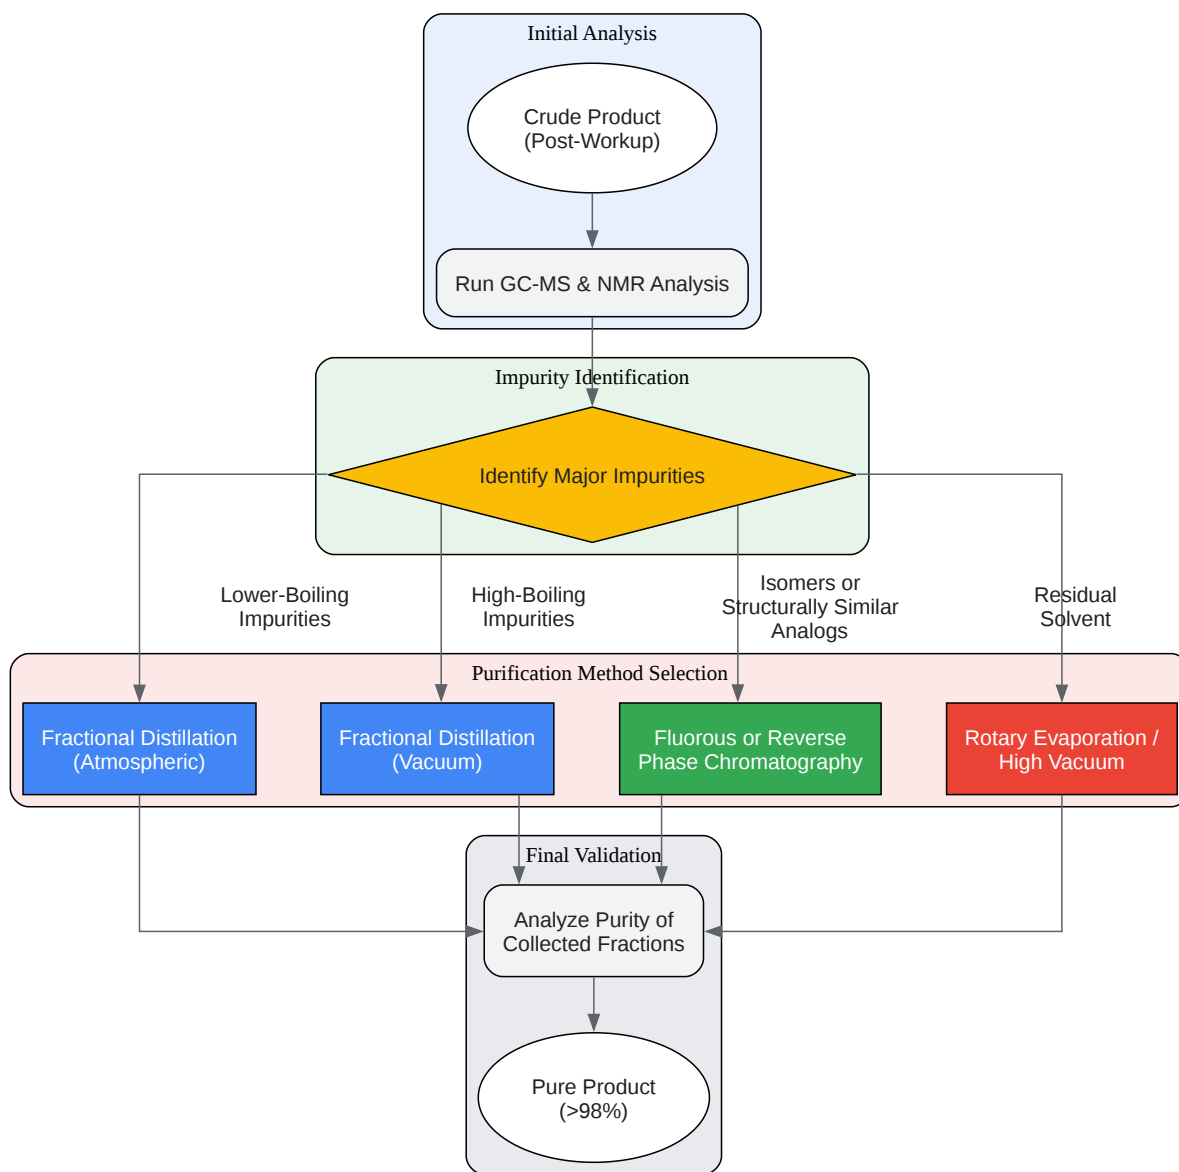 Initial Analysis
Crude Product
(Post-Workup)
Run GC-MS & NMR Analysis
Impurity Identification
Identify Major Impurities
Lower-Boiling
Impurities
High-Boiling
Impurities
Isomers or
Structurally Similar
Analogs
Residual
Solvent
Purification Method Selection
Fractional Distillation
(Atmospheric)
Fractional Distillation
(Vacuum)
Fluorous or Reverse
Phase Chromatography
Rotary Evaporation /
High Vacuum
Final Validation
Analyze Purity of
Collected Fractions
Pure Product
(>98%)